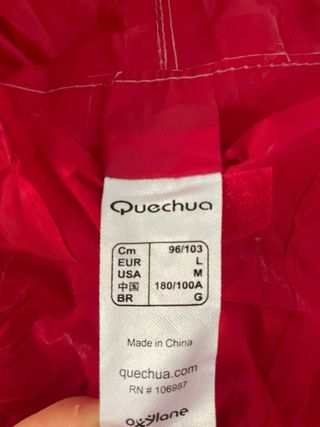 Quechua
Cm 96/103
EUR L
USA M
中国 180/100A
BR G
Made in China
quechua.com
RN # 106987
oxylane